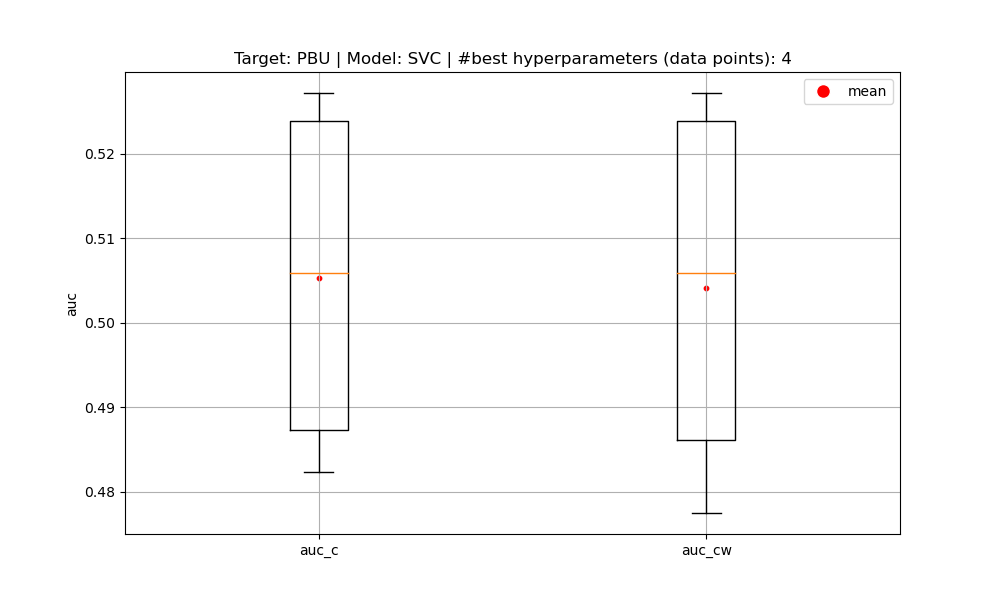 Target: PBU | Model: SVC | #best hyperparameters (data points): 4
mean
0.52
0.51
0.50
0.49
0.48
auc
auc_c
auc_cw